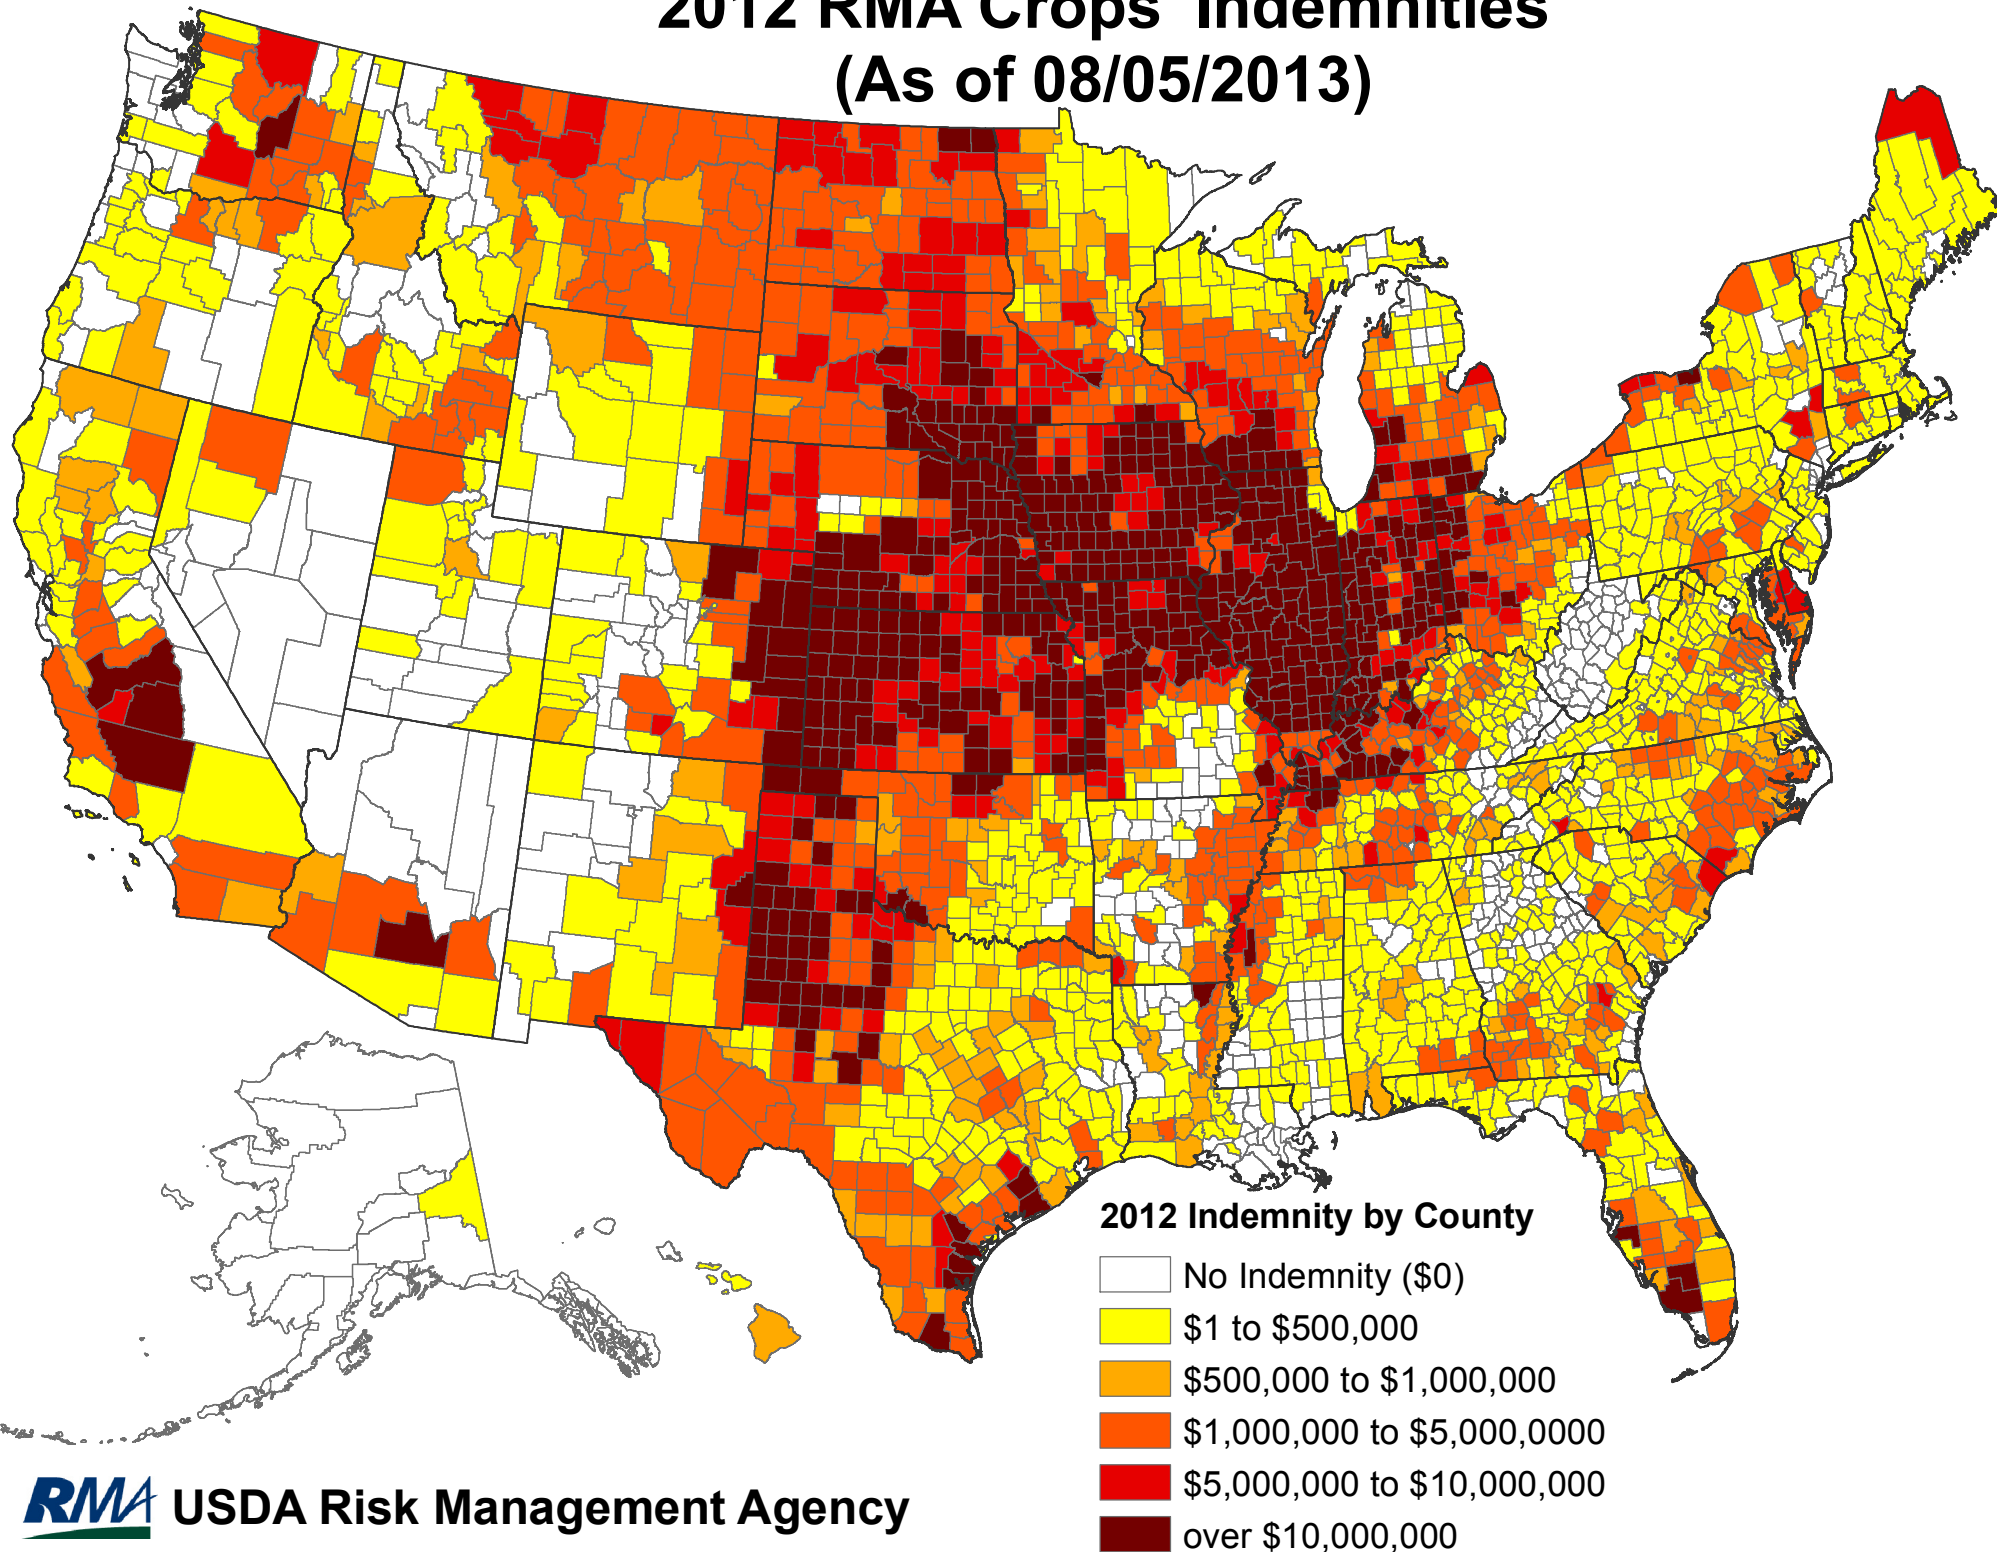 2012 RMA Crops' Indemnities
(As of 08/05/2013)
2012 Indemnity by County
No Indemnity ($0)
$1 to $500,000
$500,000 to $1,000,000
$1,000,000 to $5,000,0000
$5,000,000 to $10,000,000
over $10,000,000
RMA USDA Risk Management Agency